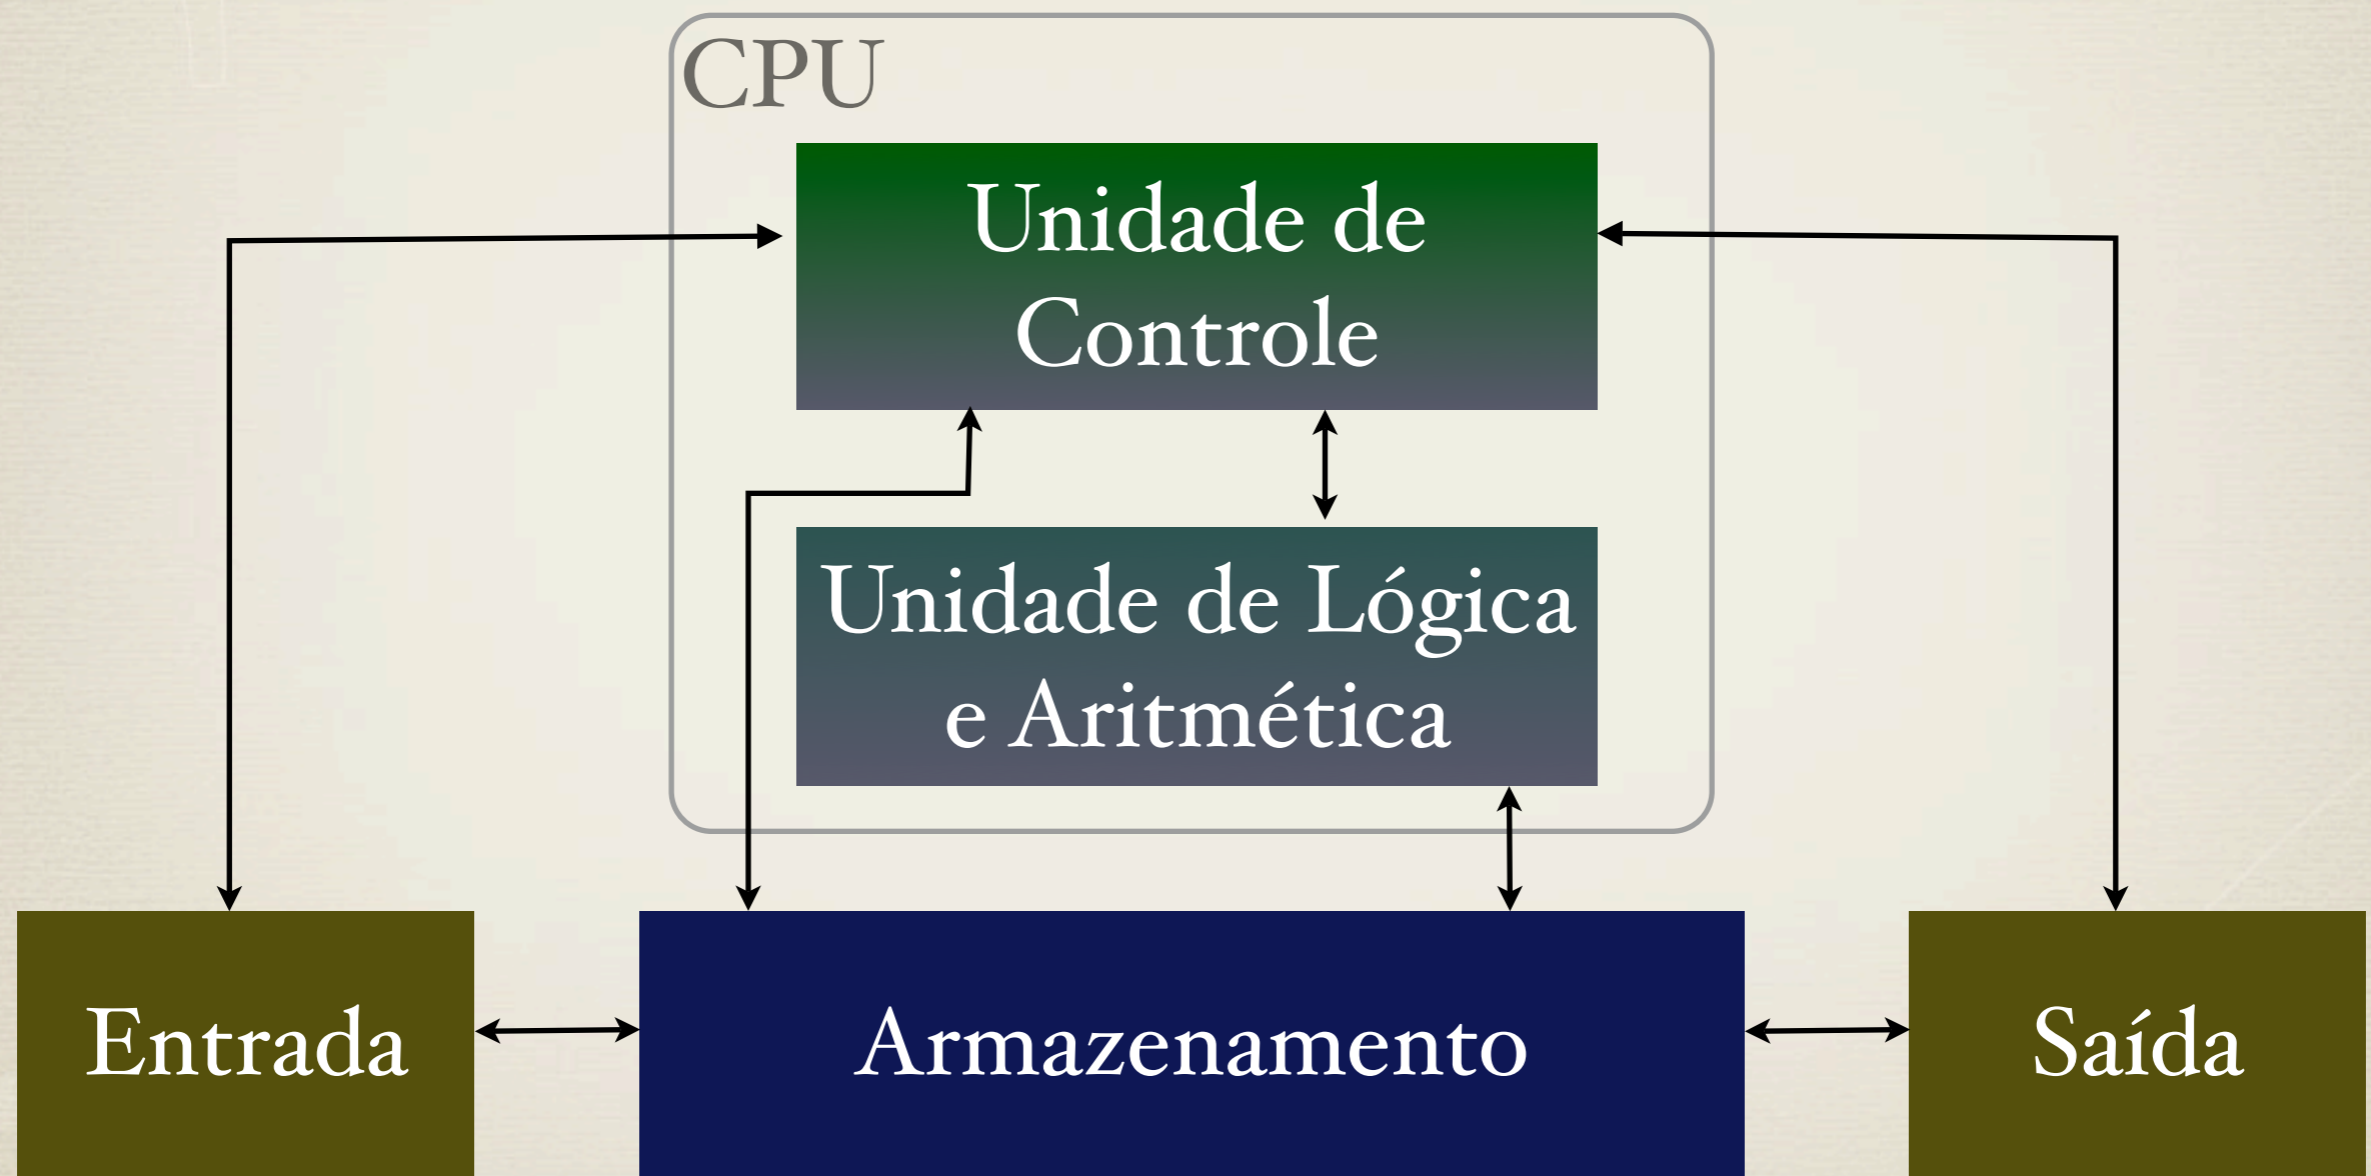 CPU
Unidade de
Controle
Unidade de Lógica
e Aritmética
Entrada
Armazenamento
Saída